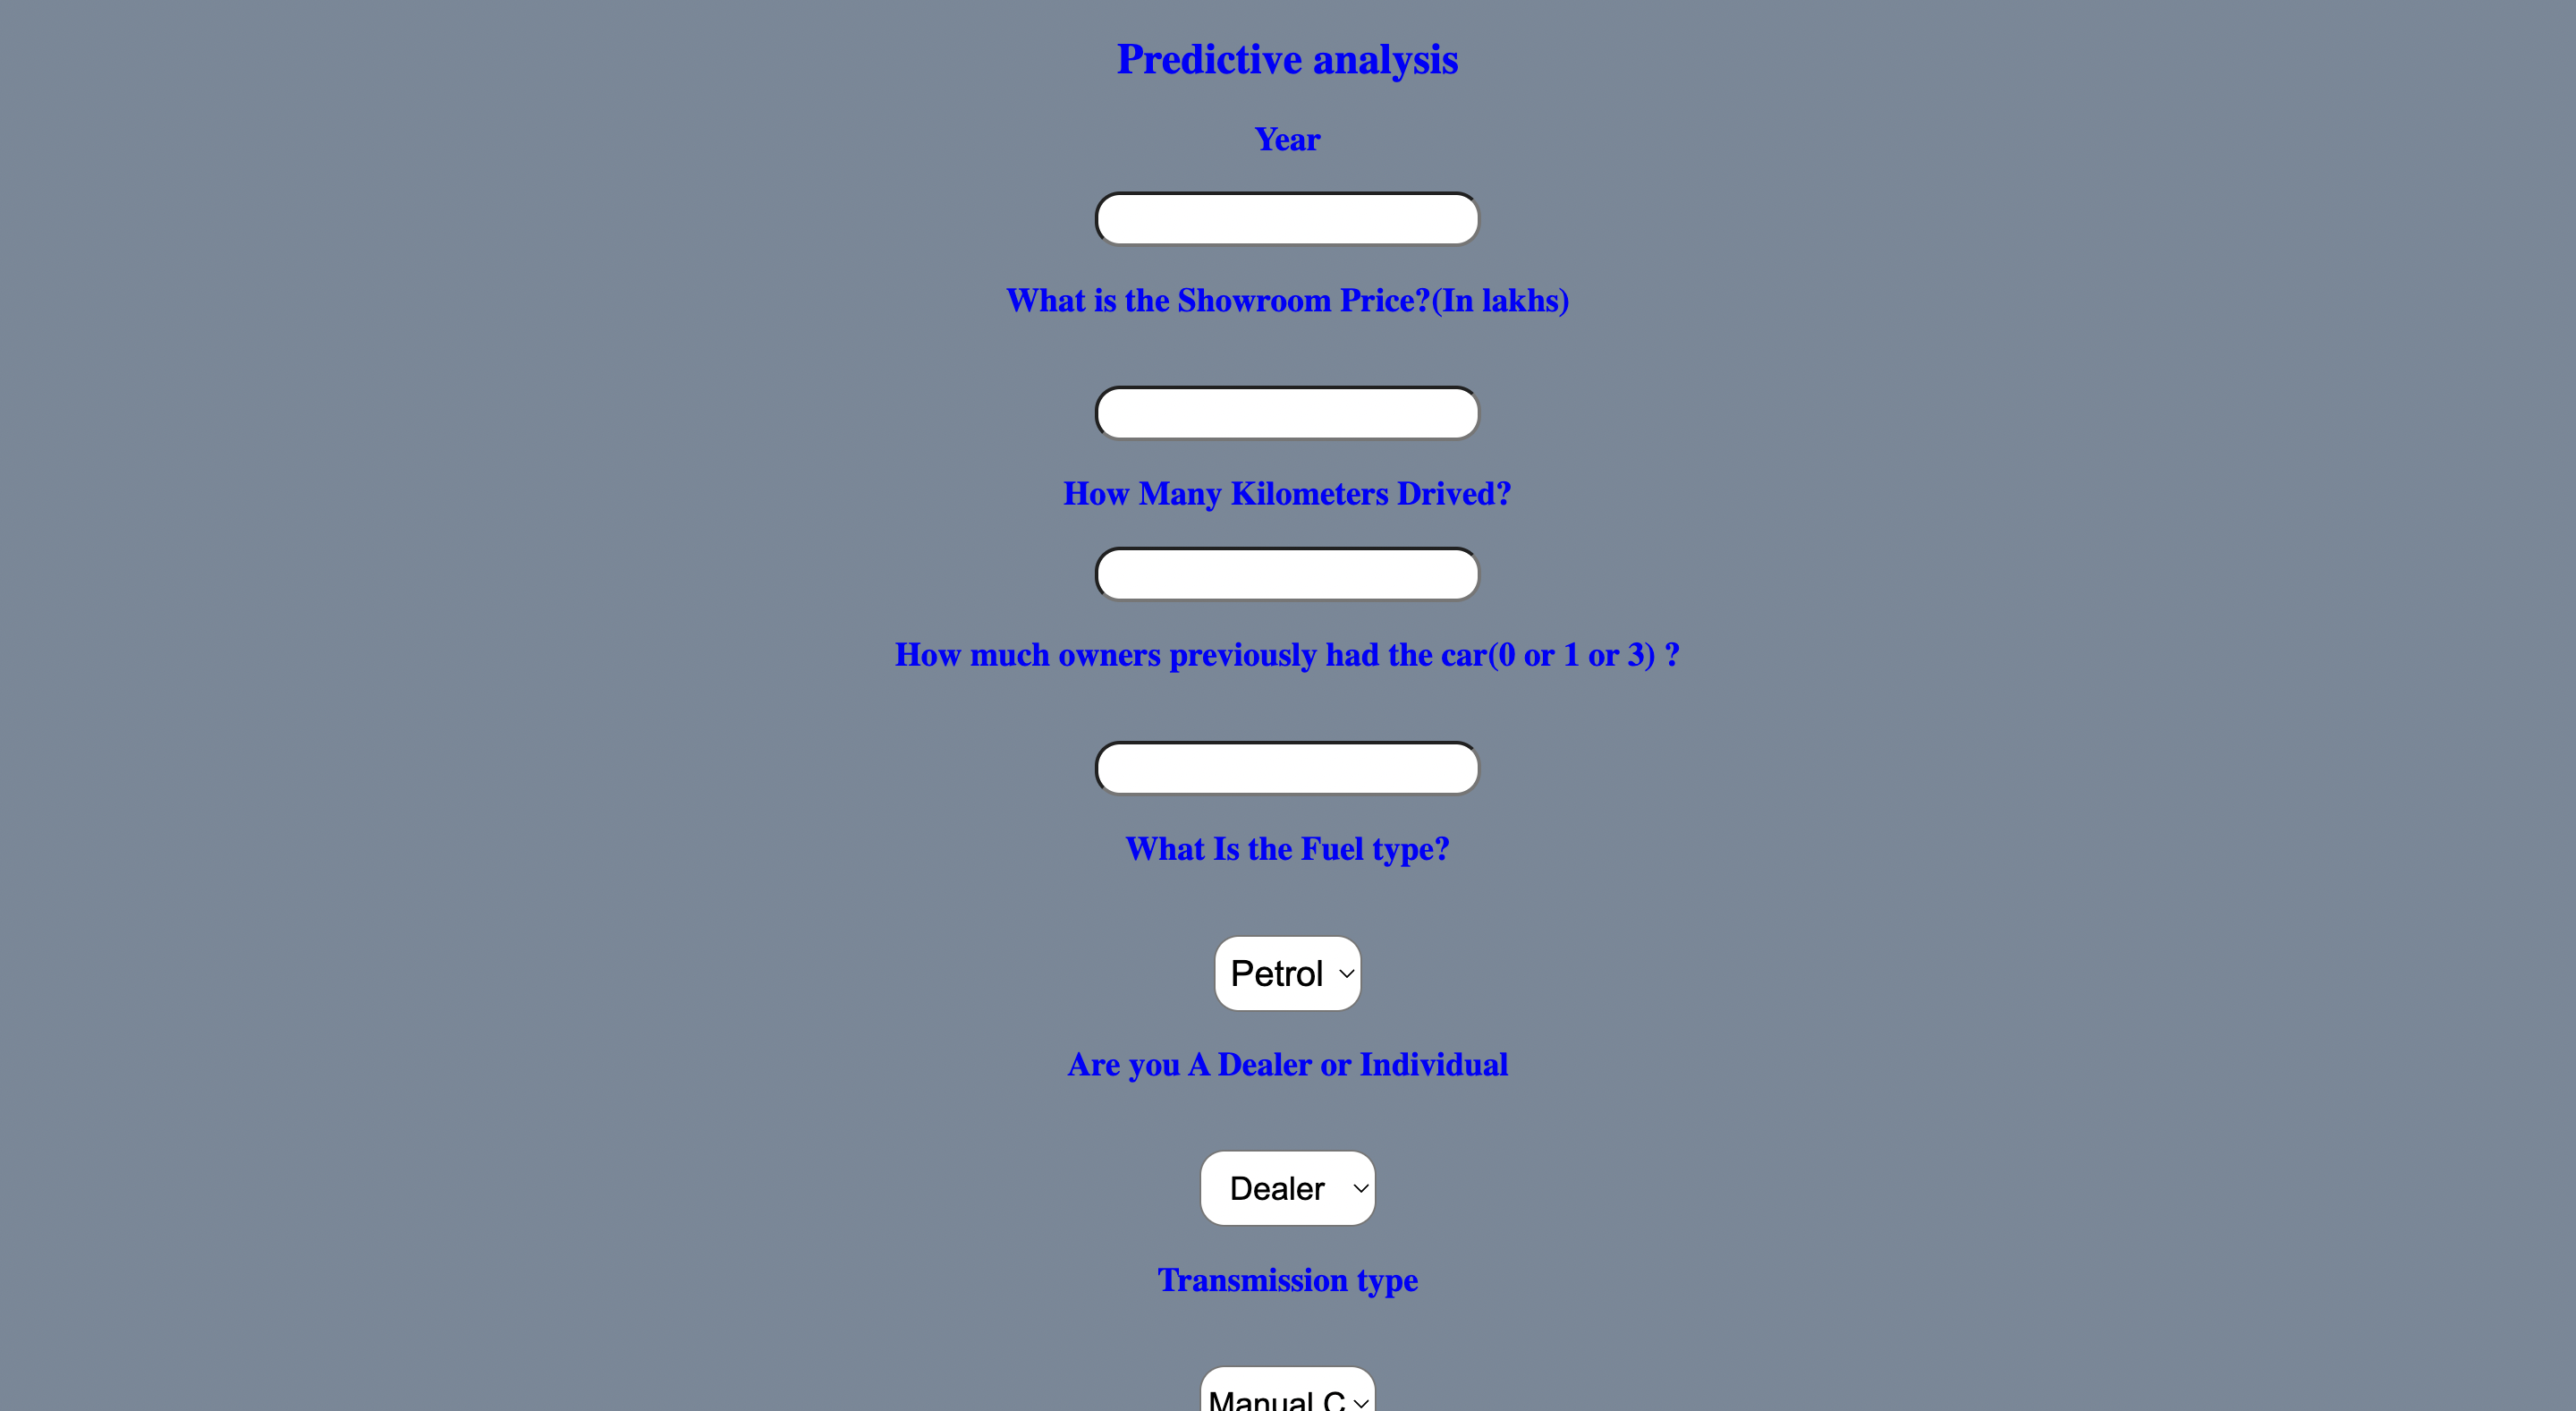 Predictive analysis
Year
What is the Showroom Price?(In lakhs)
How Many Kilometers Drived?
How much owners previously had the car(0 or 1 or 3) ?
What Is the Fuel type?
Petrol
Are you A Dealer or Individual
Dealer
Transmission type
Manual C